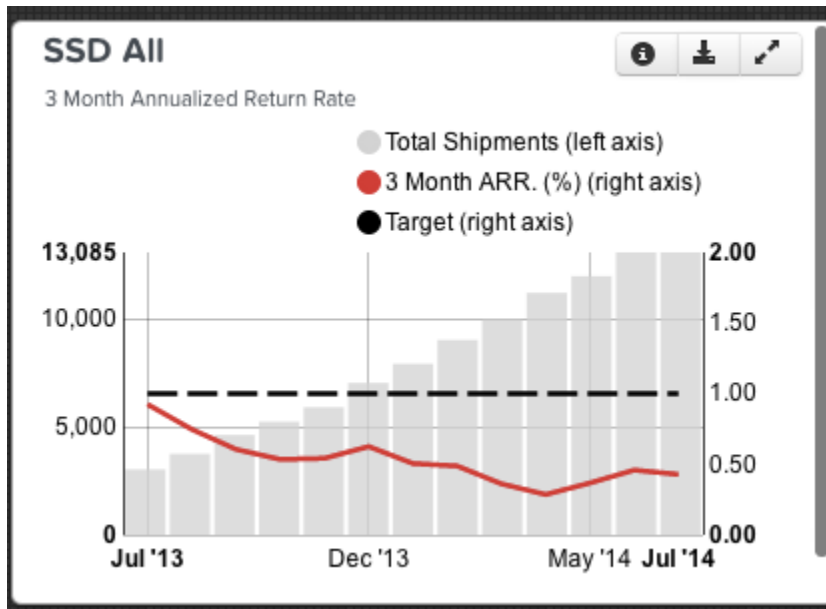 SSD All
3 Month Annualized Return Rate
Total Shipments (left axis)
3 Month ARR. (%) (right axis)
Target (right axis)
13,085
10,000
5,000
0
2.00
1.50
1.00
0.50
0.00
Jul '13 Dec '13 May '14 Jul '14